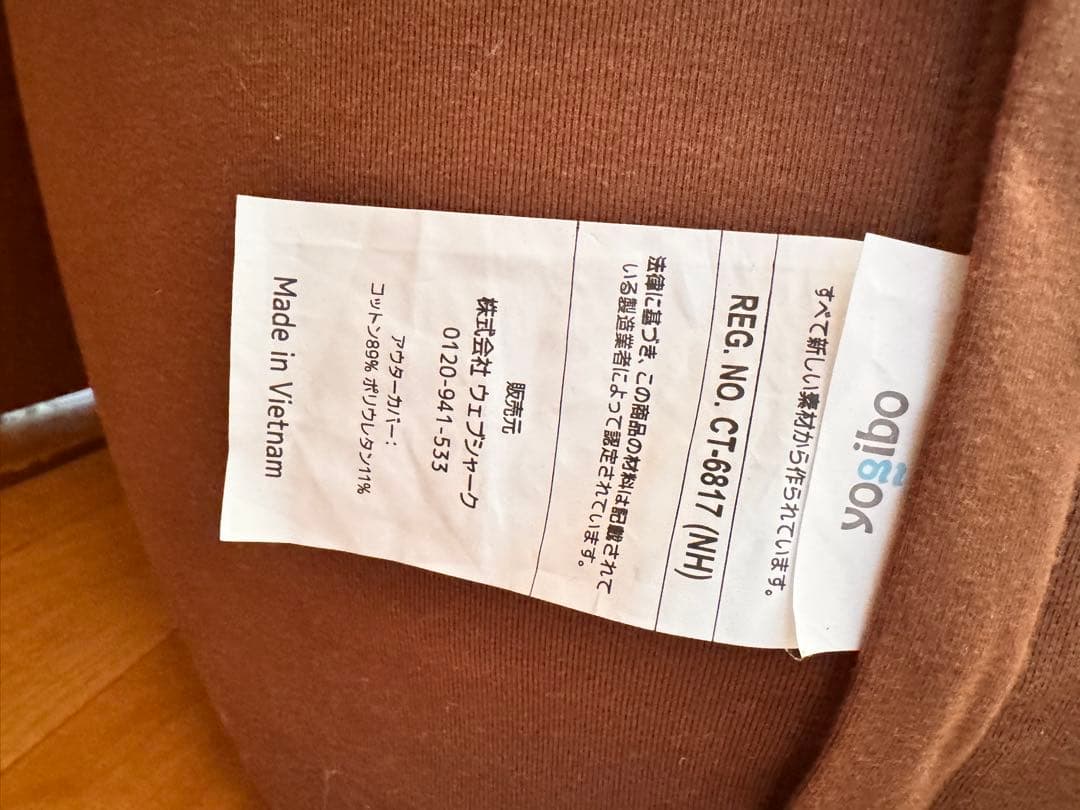 yogibo
すべて新しい素材から作られています。
REG. NO. CT-6817 (NH)
法律に基づき、この商品の材料は記載されて
いる製造業者によって認定されています。
販売元
株式会社 ウェブシャーク
0120-941-533
アウターカバー：
コットン89% ポリウレタン11%
Made in Vietnam